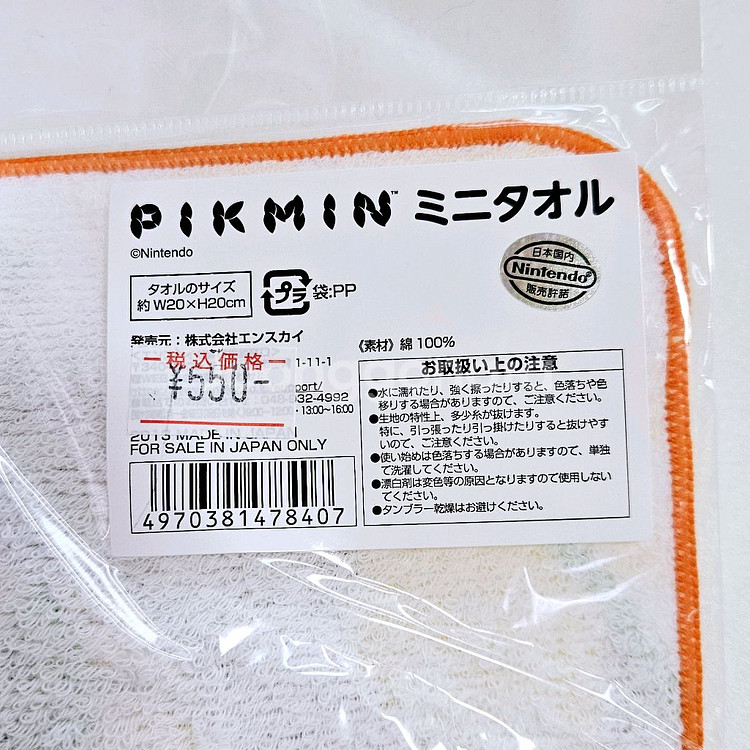 PIKMIN™ ミニタオル
©Nintendo
タオルのサイズ
約 W20×H20cm
プラ 袋:PP
日本国内
Nintendo
販売許諾
発売元：株式会社エンスカイ
税込価格
¥550-
1-11-1
port/
932-4992
・13:00~16:00
2013 MADE IN JAPAN
FOR SALE IN JAPAN ONLY
4970381478407
《素材》綿100%
お取扱い上の注意
●水に濡れたり、強く擦ったりすると、色落ちや色
移りする場合がありますので、ご注意ください。
●生地の特性上、多少糸が抜けます。
特に、引っ張ったり引っ掛けたりすると抜けやす
いので、ご注意ください。
●使い始めは色落ちする場合がありますので、単独
で洗濯してください。
●漂白剤は変色等の原因となりますので使用しない
でください。
●タンブラー乾燥はお避けください。